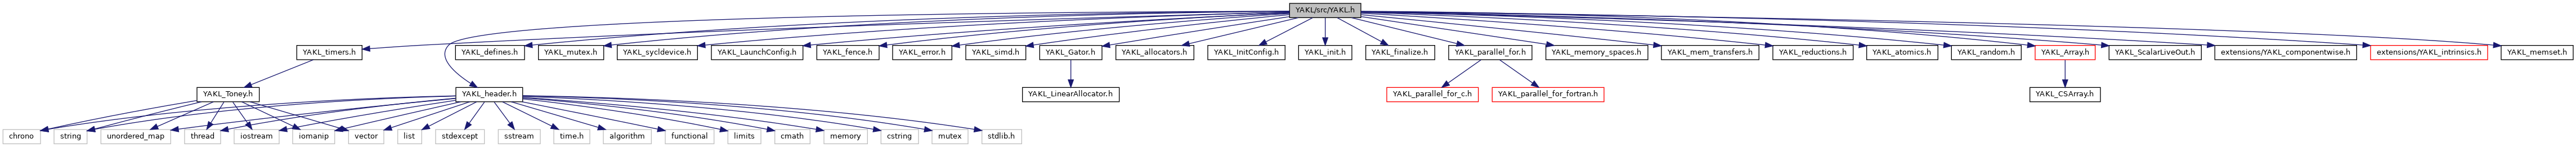 YAKL/src/YAKL.h
YAKL_timers.h
YAKL_defines.h
YAKL_mutex.h
YAKL_sycldevice.h
YAKL_LaunchConfig.h
YAKL_fence.h
YAKL_error.h
YAKL_simd.h
YAKL_Gator.h
YAKL_allocators.h
YAKL_InitConfig.h
YAKL_init.h
YAKL_finalize.h
YAKL_parallel_for.h
YAKL_memory_spaces.h
YAKL_mem_transfers.h
YAKL_reductions.h
YAKL_atomics.h
YAKL_random.h
YAKL_Array.h
YAKL_ScalarLiveOut.h
extensions/YAKL_componentwise.h
extensions/YAKL_intrinsics.h
YAKL_memset.h
YAKL_Toney.h
YAKL_header.h
YAKL_LinearAllocator.h
YAKL_parallel_for_c.h
YAKL_parallel_for_fortran.h
YAKL_CSArray.h
chrono
string
unordered_map
thread
iostream
iomanip
vector
list
stdexcept
sstream
time.h
algorithm
functional
limits
cmath
memory
cstring
mutex
stdlib.h